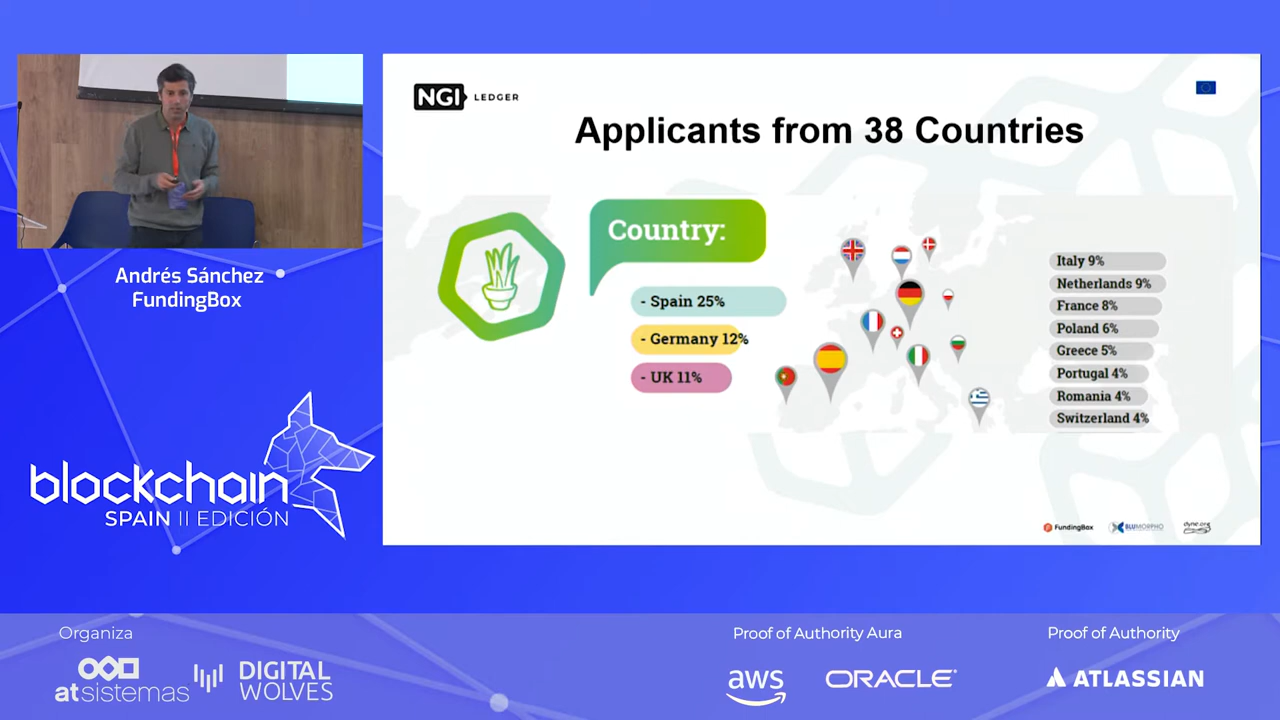 NGI LEDGER
Applicants from 38 Countries
Country:
- Spain 25%
- Germany 12%
- UK 11%
Italy 9%
Netherlands 9%
France 8%
Poland 6%
Greece 5%
Portugal 4%
Romania 4%
Switzerland 4%
FundingBox
BLUMORPHO
dyne.org
Andrés Sánchez
FundingBox
blockchain
SPAIN II EDICIÓN
Organiza
atsistemas
DIGITAL
WOLVES
Proof of Authority Aura
aws
ORACLE
Proof of Authority
ATLASSIAN